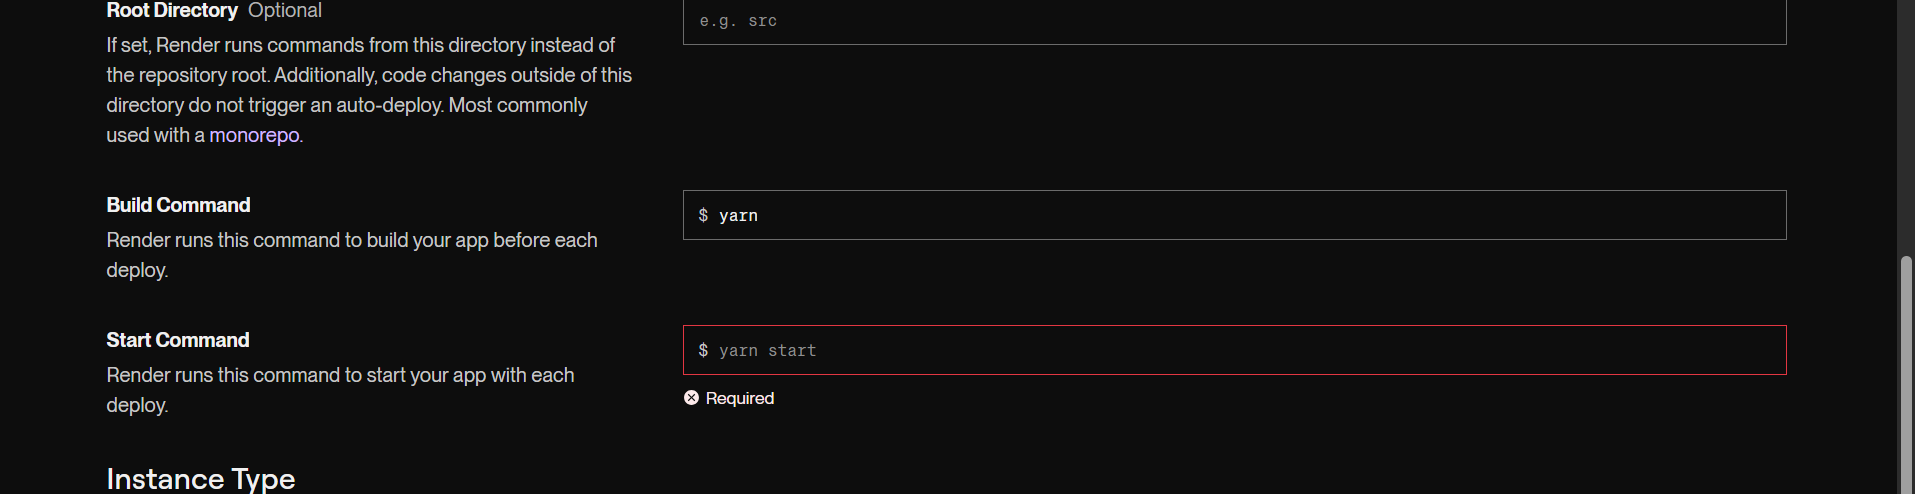 Root Directory Optional
e.g. src
If set, Render runs commands from this directory instead of
the repository root. Additionally, code changes outside of this
directory do not trigger an auto-deploy. Most commonly
used with a monorepo.
Build Command
$ yarn
Render runs this command to build your app before each
deploy.
Start Command
$ yarn start
Render runs this command to start your app with each
deploy.
Required
Instance Type